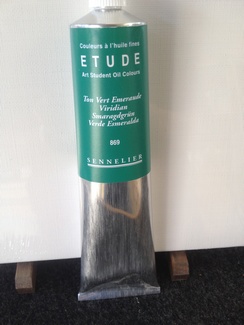 Couleurs à l'huile fines
ETUDE
Art Student Oil Colours
Ton Vert Emeraude
Viridian
Smaragdgrün
Verde Esmeralda
869
SENNELIER